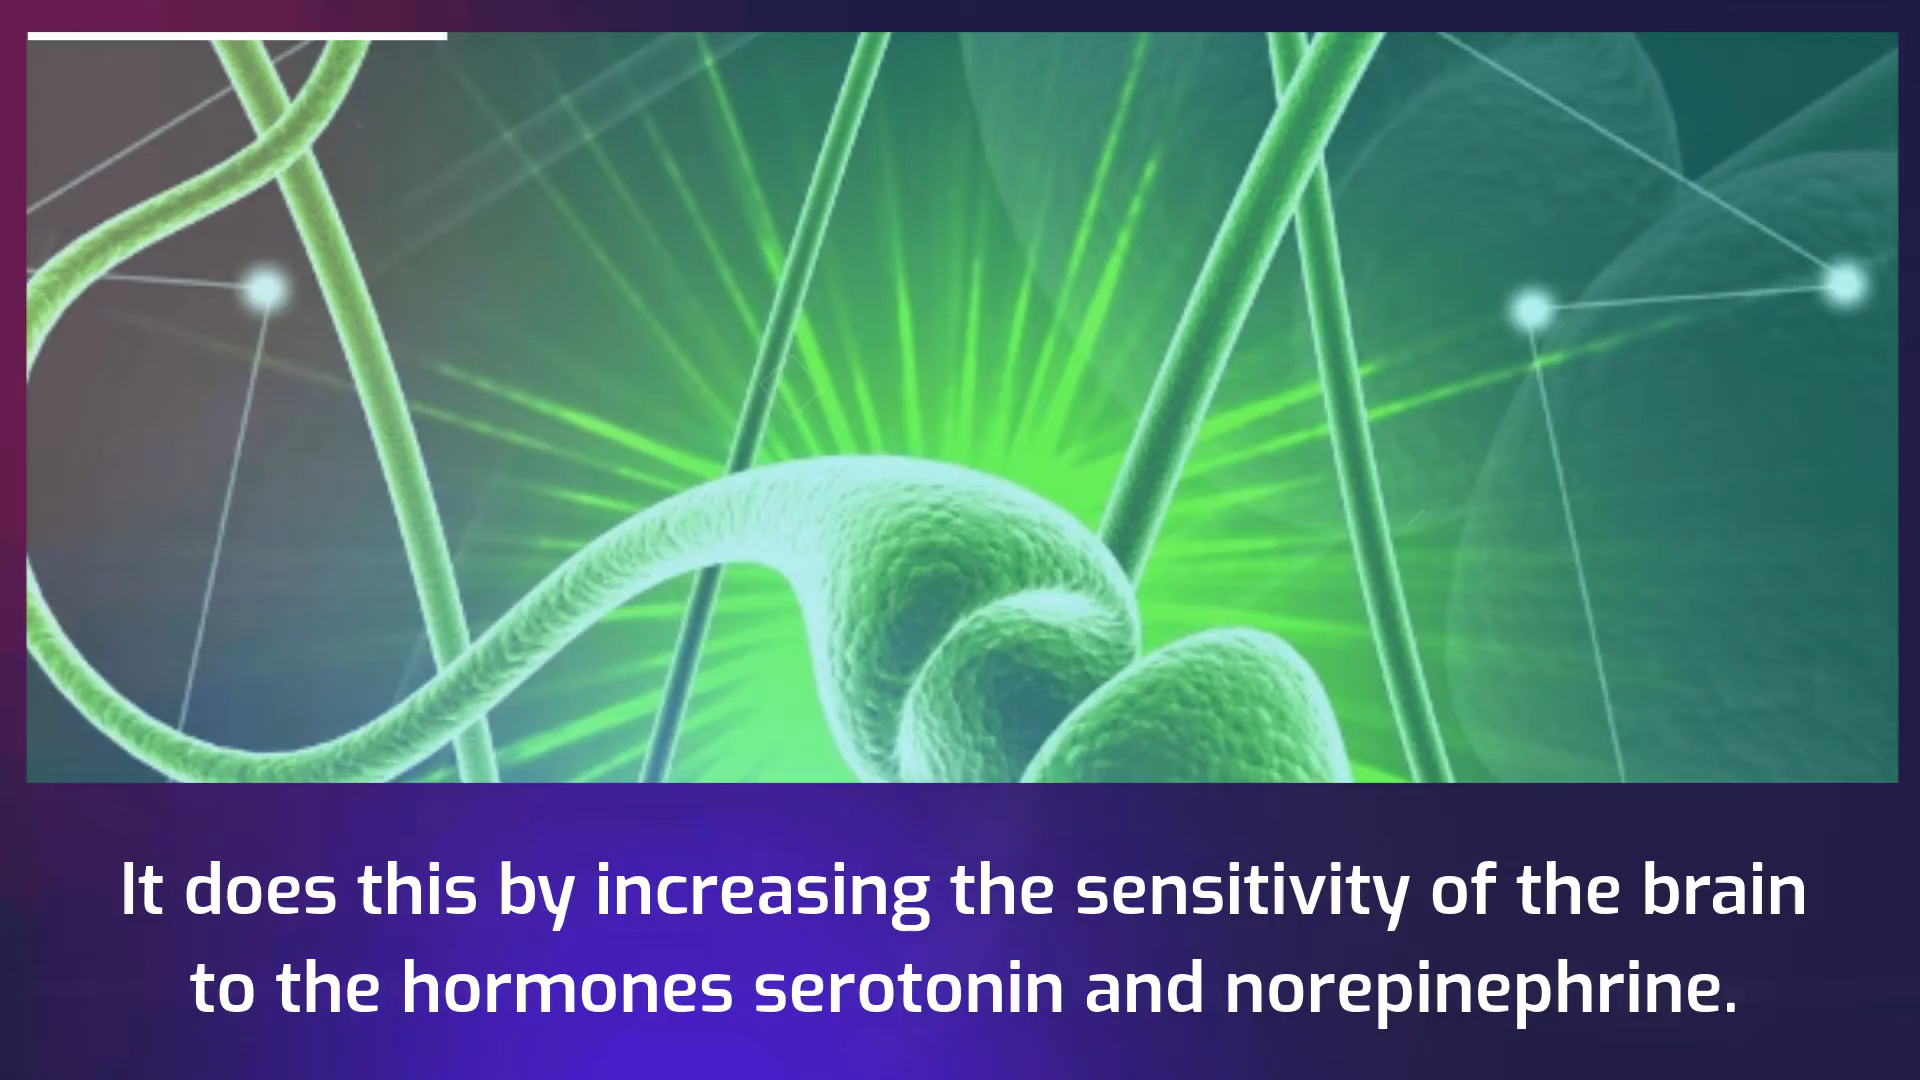 It does this by increasing the sensitivity of the brain
to the hormones serotonin and norepinephrine.